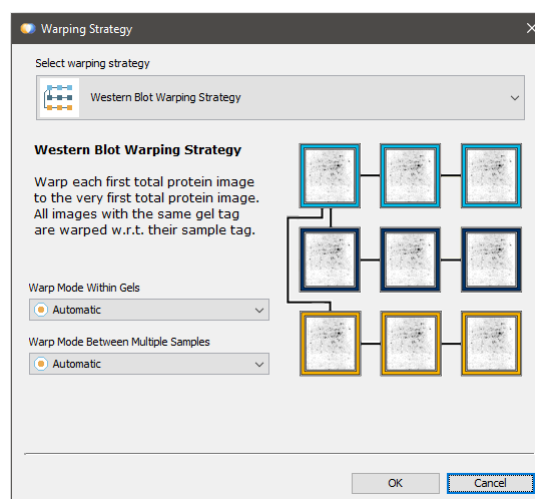 Warping Strategy
Select warping strategy
Western Blot Warping Strategy
Western Blot Warping Strategy
Warp each first total protein image
to the very first total protein image.
All images with the same gel tag
are warped w.r.t. their sample tag.
Warp Mode Within Gels
Automatic
Warp Mode Between Multiple Samples
Automatic
OK
Cancel